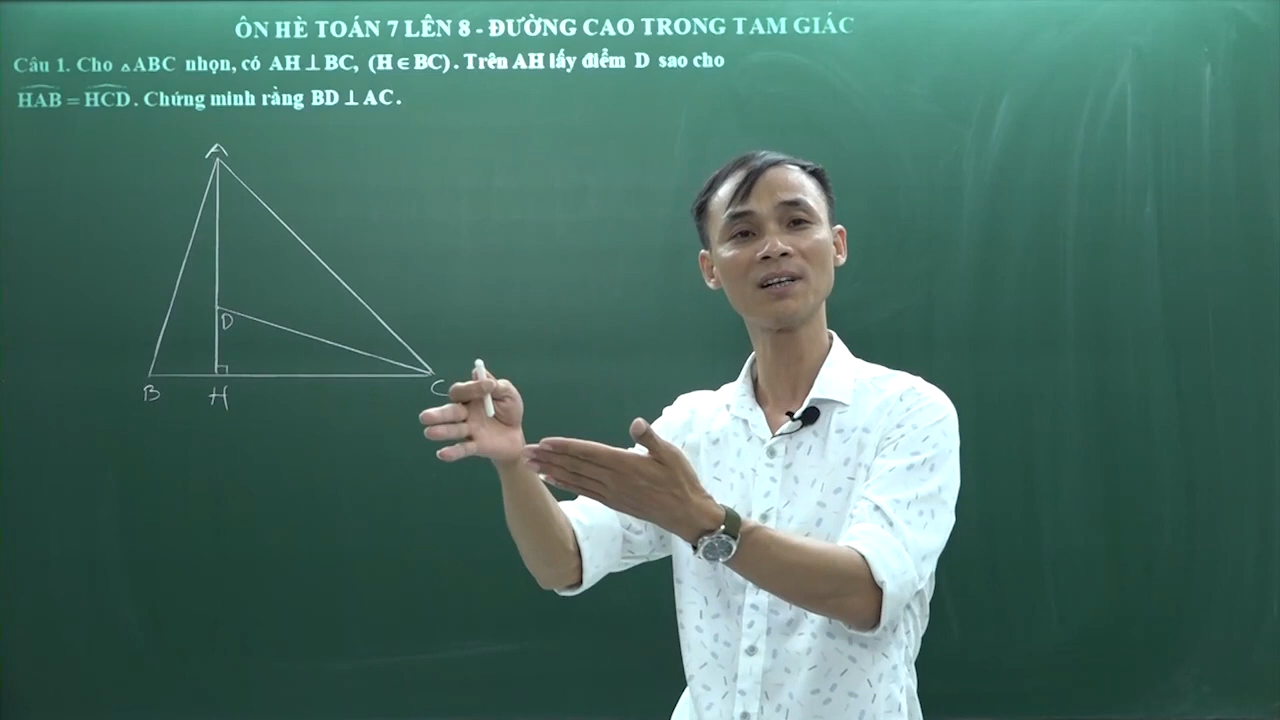 ÔN HÈ TOÁN 7 LÊN 8 - ĐƯỜNG CAO TRONG TAM GIÁC
Câu 1. Cho △ABC nhọn, có AH ⊥ BC, (H ∈ BC). Trên AH lấy điểm D sao cho
HAB = HCD. Chứng minh rằng BD ⊥ AC.
A
D
B H C